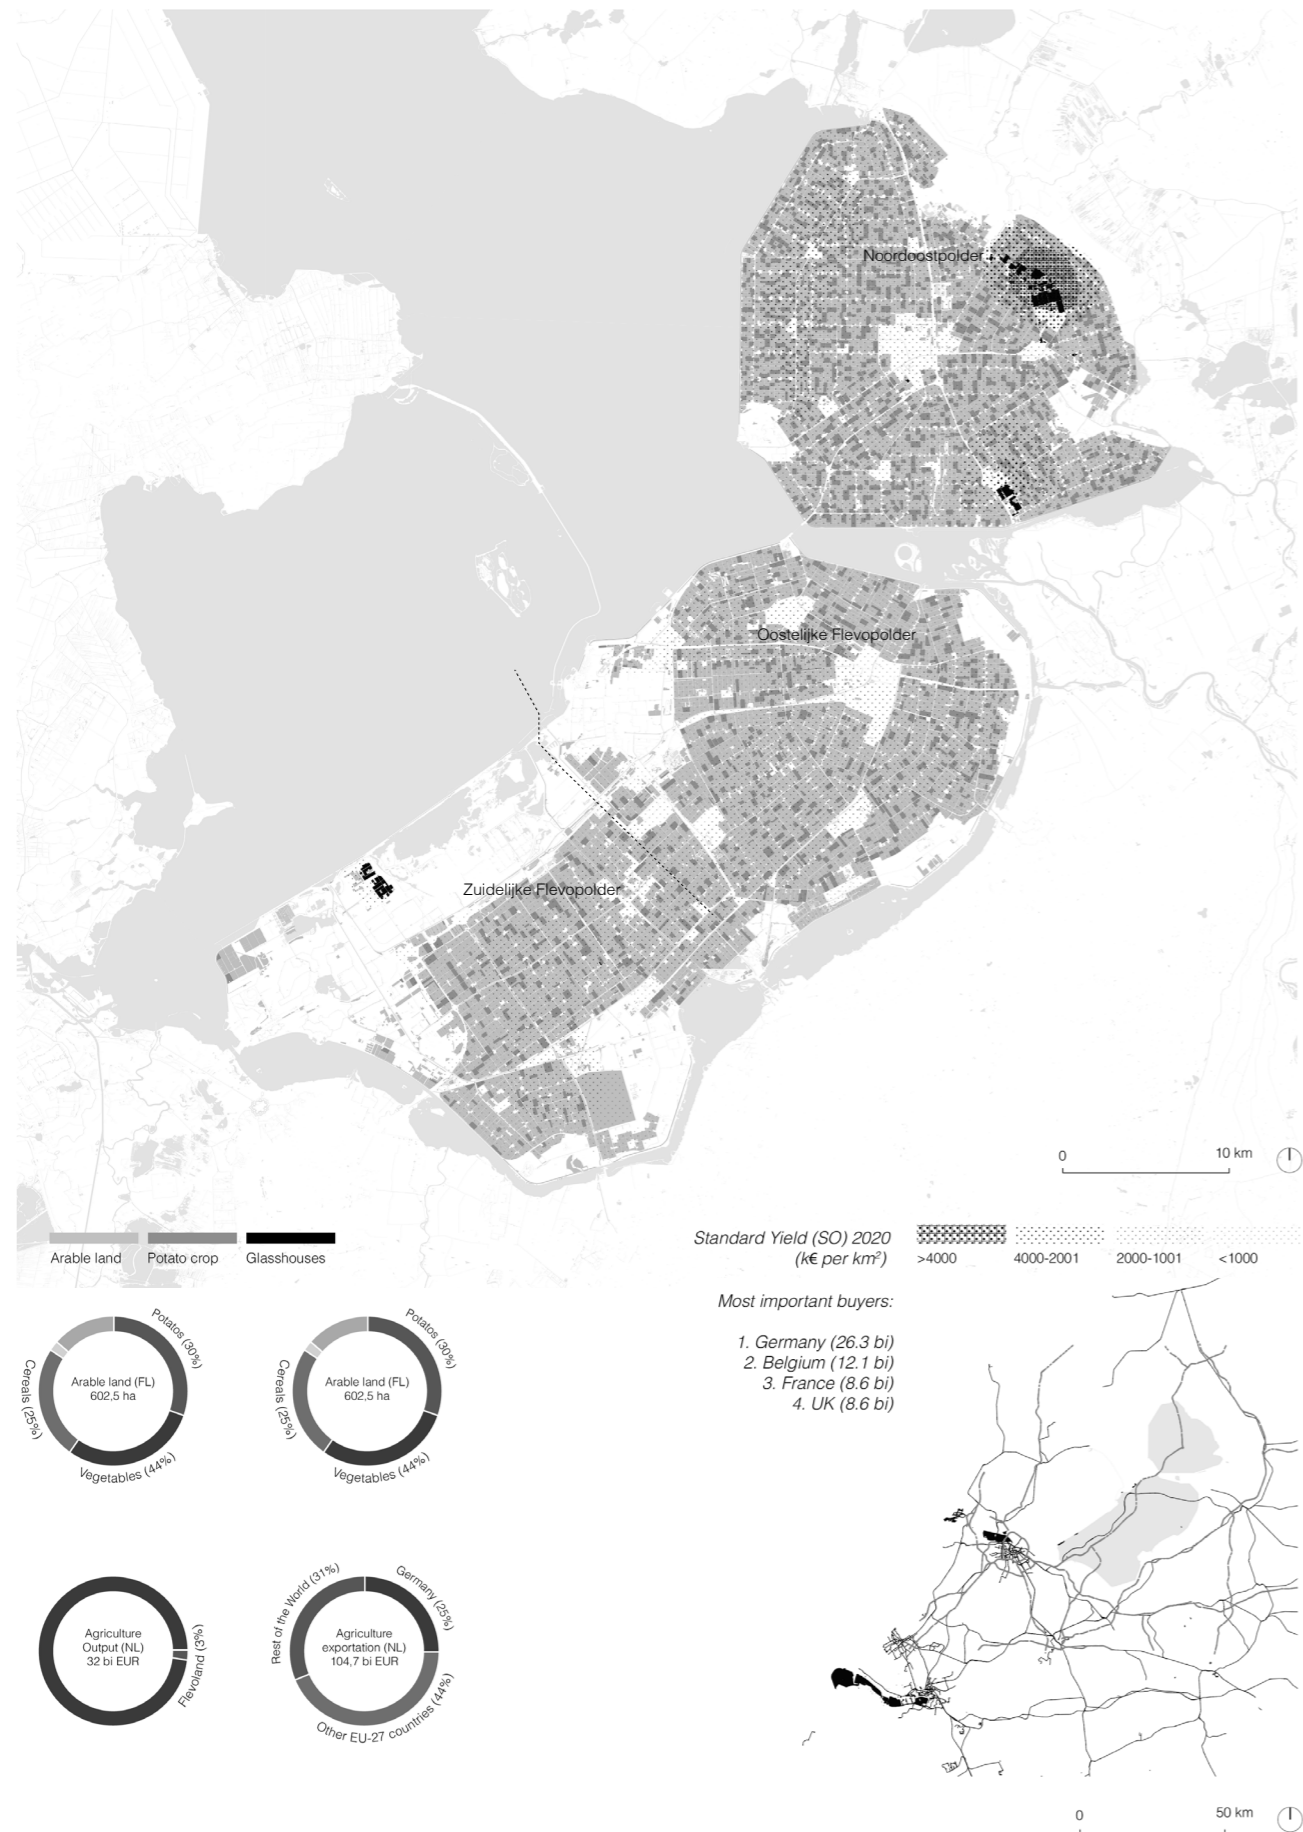 Noordoostpolder
Oostelijke Flevopolder
Zuidelijke Flevopolder
0 10 km
Arable land Potato crop Glasshouses
Standard Yield (SO) 2020
(k€ per km²)
>4000 4000-2001 2000-1001 <1000
Most important buyers:
1. Germany (26.3 bi)
2. Belgium (12.1 bi)
3. France (8.6 bi)
4. UK (8.6 bi)
Potatos (30%)
Cereals (25%)
Arable land (FL)
602,5 ha
Vegetables (44%)
Potatos (30%)
Cereals (25%)
Arable land (FL)
602,5 ha
Vegetables (44%)
Agriculture
Output (NL)
32 bi EUR
Flevoland (3%)
Rest of the World (31%)
Germany (25%)
Agriculture
exportation (NL)
104,7 bi EUR
Other EU-27 countries (44%)
0 50 km